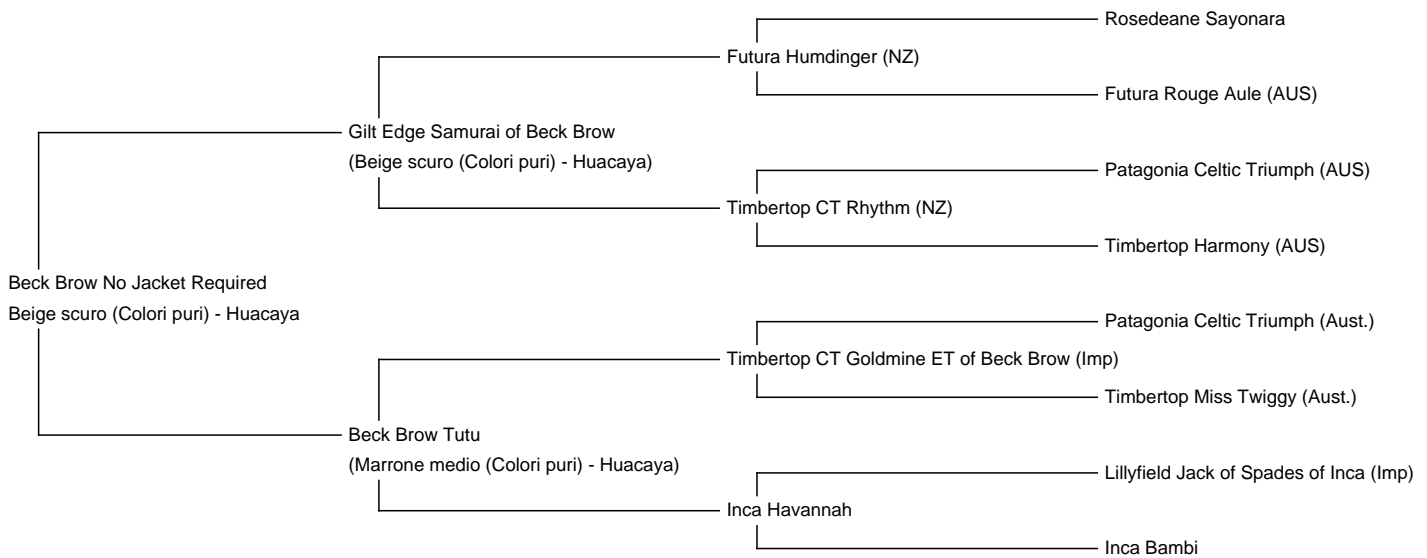 Rosedeane Sayonara
Futura Humdinger (NZ)
Futura Rouge Aule (AUS)
Gilt Edge Samurai of Beck Brow
(Beige scuro (Colori puri) - Huacaya)
Patagonia Celtic Triumph (AUS)
Timbertop CT Rhythm (NZ)
Timbertop Harmony (AUS)
Beck Brow No Jacket Required
Beige scuro (Colori puri) - Huacaya
Patagonia Celtic Triumph (Aust.)
Timbertop CT Goldmine ET of Beck Brow (Imp)
Timbertop Miss Twiggy (Aust.)
Beck Brow Tutu
(Marrone medio (Colori puri) - Huacaya)
Lillyfield Jack of Spades of Inca (Imp)
Inca Havannah
Inca Bambi